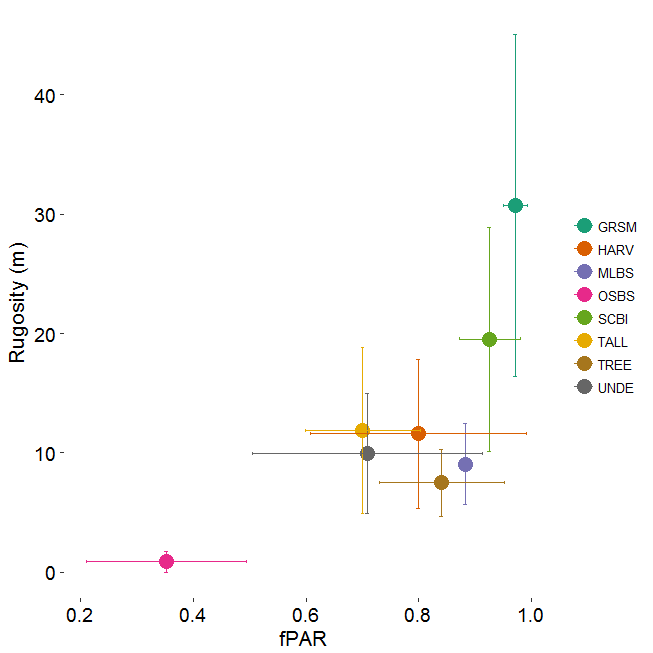 40
30
20
10
0
Rugosity (m)
0.2 0.4 0.6 0.8 1.0
fPAR
GRSM
HARV
MLBS
OSBS
SCBI
TALL
TREE
UNDE